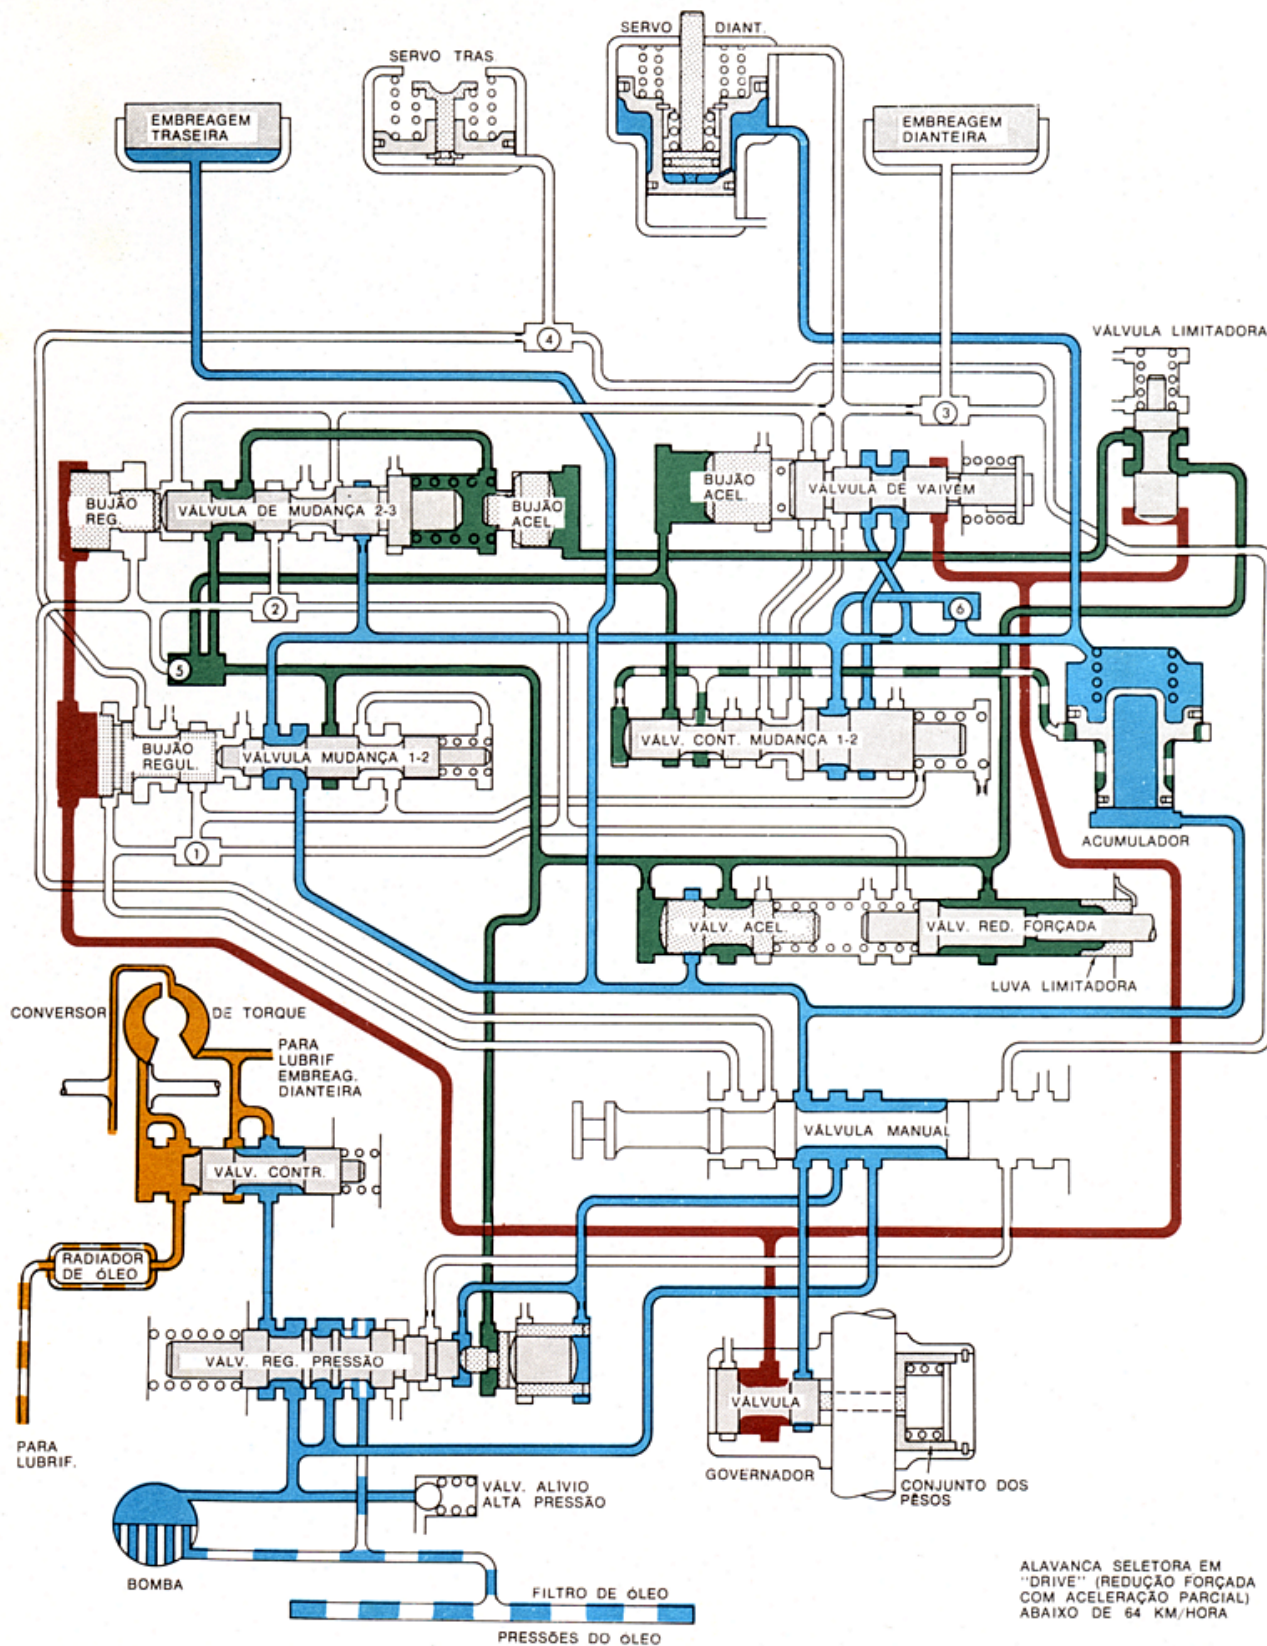 SERVO DIANT.
SERVO TRAS.
EMBREAGEM
TRASEIRA
EMBREAGEM
DIANTEIRA
4
VÁLVULA LIMITADORA
3
BUJÃO
REG.
VÁLVULA DE MUDANÇA 2-3
BUJÃO
ACEL.
BUJÃO
ACEL.
VÁLVULA DE VAIVÉM
2
6
5
BUJÃO
REGUL.
VÁLVULA MUDANÇA 1-2
VÁLV. CONT. MUDANÇA 1-2
ACUMULADOR
1
VÁLV. ACEL.
VÁLV. RED. FORÇADA
LUVA LIMITADORA
CONVERSOR DE TORQUE
PARA
LUBRIF
EMBREAG.
DIANTEIRA
VÁLVULA MANUAL
VÁLV. CONTR.
RADIADOR
DE ÓLEO
VÁLV. REG. PRESSÃO
VÁLVULA
PARA
LUBRIF.
GOVERNADOR
CONJUNTO DOS
PÊSOS
VÁLV. ALÍVIO
ALTA PRESSÃO
BOMBA
FILTRO DE ÓLEO
PRESSÕES DO ÓLEO
ALAVANCA SELETORA EM
"DRIVE" (REDUÇÃO FORÇADA
COM ACELERAÇÃO PARCIAL)
ABAIXO DE 64 KM/HORA